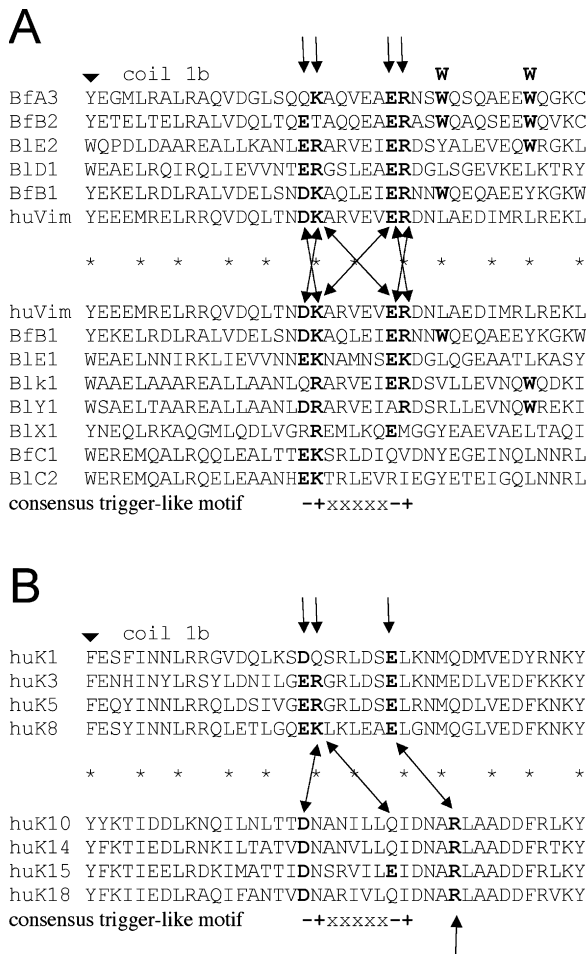 A
coil 1b W W
BfA3 YEGMLRALRAQVDGLSQQKAQVEAERNSWQSQAEEWQGKC
BfB2 YETELTELRALVDQLTQETAQQEAERASWQAQSEEWQVKC
BlE2 WQPDLDAAREALLKANLERARVEIERDSYALEVEQWRGKL
BlD1 WEAELRQIRQLIEVVNTERGSLEAERDGLSGEVKELKTRY
BfB1 YEKELRDLRALVDELSNDKAQLEIERNNWQEQAEEYKGKW
huVim YEEEMRELRRQVDQLTNDKARVEVERDNLAEDIMRLREKL
* * * * * * * * * * * *
huVim YEEEMRELRRQVDQLTNDKARVEVERDNLAEDIMRLREKL
BfB1 YEKELRDLRALVDELSNDKAQLEIERNNWQEQAEEYKGKW
BlE1 WEAELNNIRKLIEVVNNEKNAMNSEKDGLQGEAATLKASY
Blk1 WAAELAAAREALLAANLQRARVEIERDSVLLEVNQWQDKI
BlY1 WSAELTAAREALLAANLDRARVEIARDSRLLEVNQWREKI
BlX1 YNEQLRKAQGMLQDLVGRREMLKQEMGGYEAEVAELTAQI
BfC1 WEREMQALRQQLEALTTEKSRLDIQVDNYEGEINQLNNRL
BlC2 WEREMQALRQELEAANHEKTRLEVRIEGYETEIGQLNNRL
consensus trigger-like motif -+xxxxx-+
B
coil 1b
huK1 FESFINNLRRGVDQLKSDQSRLDSELKNMQDMVEDYRNKY
huK3 FENHINYLRSYLDNILGERGRLDSELKNMEDLVEDFKKKY
huK5 FEQYINNLRRQLDSIVGERGRLDSELRNMQDLVEDFKNKY
huK8 FESYINNLRRQLETLGQEKLKLEAELGNMQGLVEDFKNKY
* * * * * * * * * * * *
huK10 YYKTIDDLKNQILNLTTDNANILLQIDNARLAADDFRLKY
huK14 YFKTIEDLRNKILTATVDNANVLLQIDNARLAADDFRTKY
huK15 YFKTIEELRDKIMATTIDNSRVILEIDNARLAADDFRLKY
huK18 YFKIIEDLRAQIFANTVDNARIVLQIDNARLAADDFRVKY
consensus trigger-like motif -+xxxxx-+